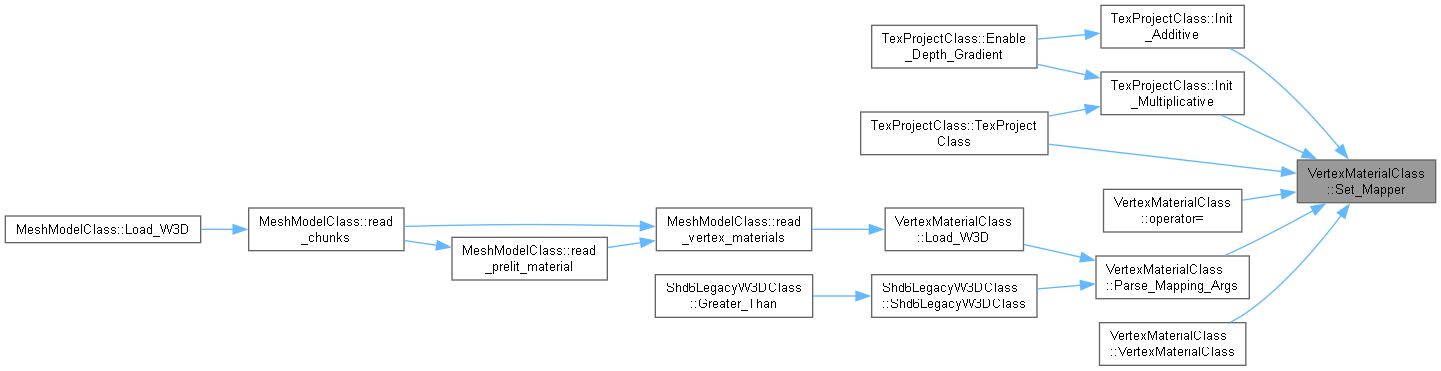 TexProjectClass::Init
_Additive
TexProjectClass::Enable
_Depth_Gradient
TexProjectClass::Init
_Multiplicative
TexProjectClass::TexProject
Class
VertexMaterialClass
::Set_Mapper
VertexMaterialClass
::operator=
MeshModelClass::Load_W3D
MeshModelClass::read
_chunks
MeshModelClass::read
_vertex_materials
VertexMaterialClass
::Load_W3D
MeshModelClass::read
_prelit_material
VertexMaterialClass
::Parse_Mapping_Args
Shd6LegacyW3DClass
::Greater_Than
Shd6LegacyW3DClass
::Shd6LegacyW3DClass
VertexMaterialClass
::VertexMaterialClass